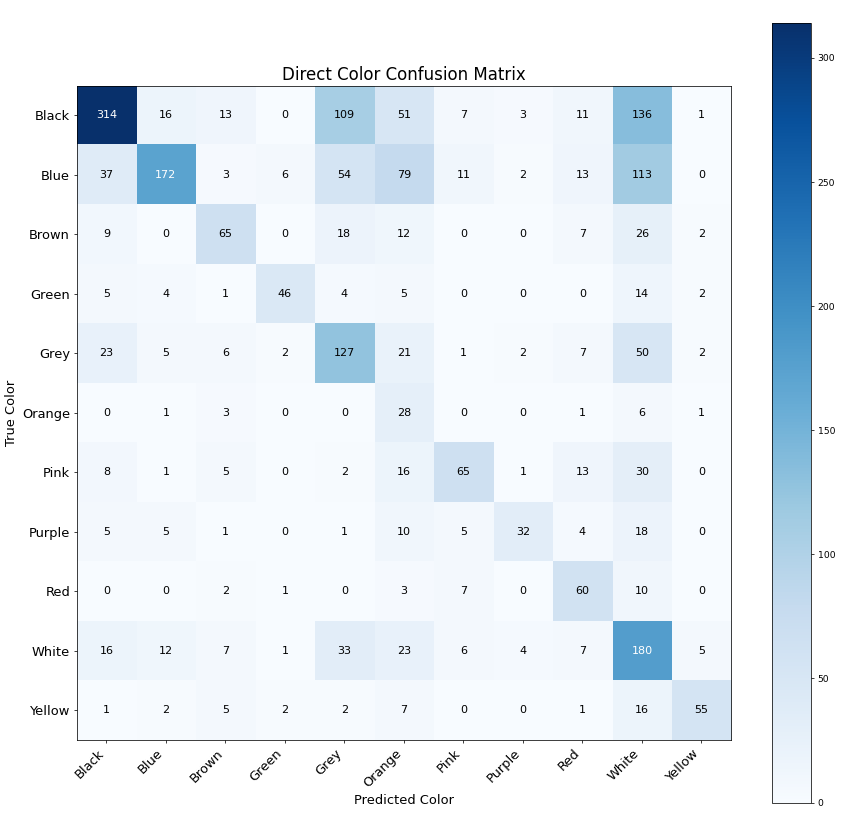 Direct Color Confusion Matrix
True Color
Black 314 16 13 0 109 51 7 3 11 136 1
Blue 37 172 3 6 54 79 11 2 13 113 0
Brown 9 0 65 0 18 12 0 0 7 26 2
Green 5 4 1 46 4 5 0 0 0 14 2
Grey 23 5 6 2 127 21 1 2 7 50 2
Orange 0 1 3 0 0 28 0 0 1 6 1
Pink 8 1 5 0 2 16 65 1 13 30 0
Purple 5 5 1 0 1 10 5 32 4 18 0
Red 0 0 2 1 0 3 7 0 60 10 0
White 16 12 7 1 33 23 6 4 7 180 5
Yellow 1 2 5 2 2 7 0 0 1 16 55
Black Blue Brown Green Grey Orange Pink Purple Red White Yellow
Predicted Color
300
250
200
150
100
50
0